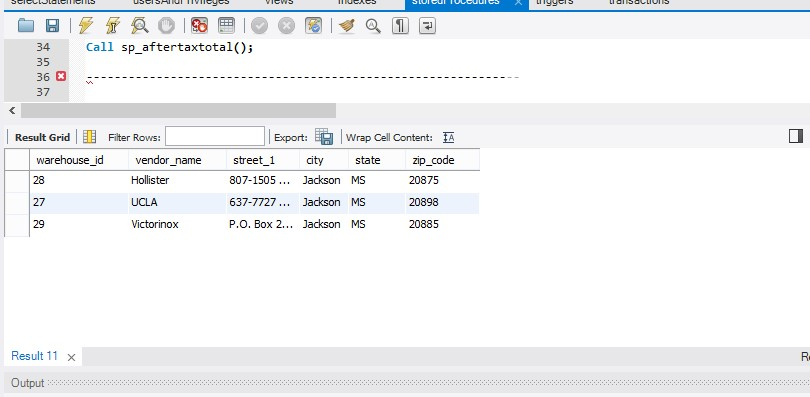 selectStatements usersAndPrivileges views indexes storedProcedures x triggers transactions
34 Call sp_aftertaxtotal();
35
36 --------------------------------------------------------------
37
Result Grid Filter Rows: Export: Wrap Cell Content: IA
warehouse_id vendor_name street_1 city state zip_code
28 Hollister 807-1505 ... Jackson MS 20875
27 UCLA 637-7727 ... Jackson MS 20898
29 Victorinox P.O. Box 2... Jackson MS 20885
Result 11 x
Output